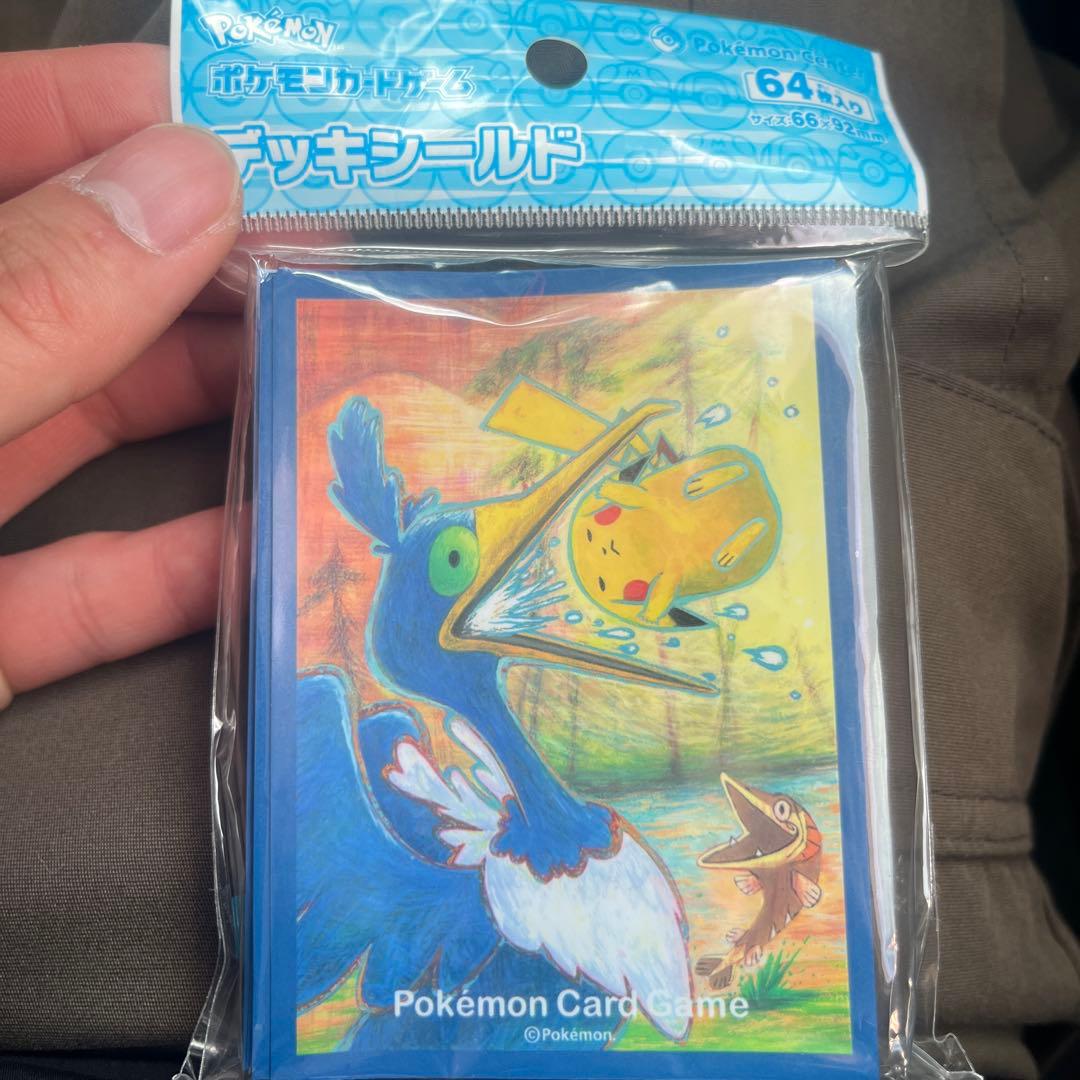 POKéMON
Pokémon Center
ポケモンカードゲーム
64枚入り
サイズ:66×92mm
デッキシールド
Pokémon Card Game
©Pokémon.